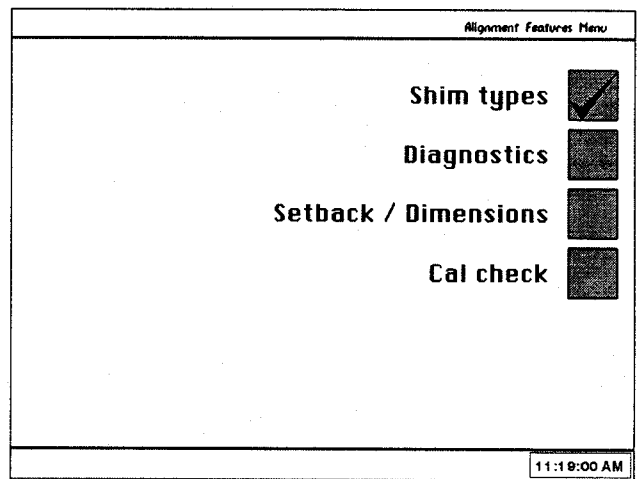 Alignment Features Menu
Shim types
Diagnostics
Setback / Dimensions
Cal check
11:19:00 AM